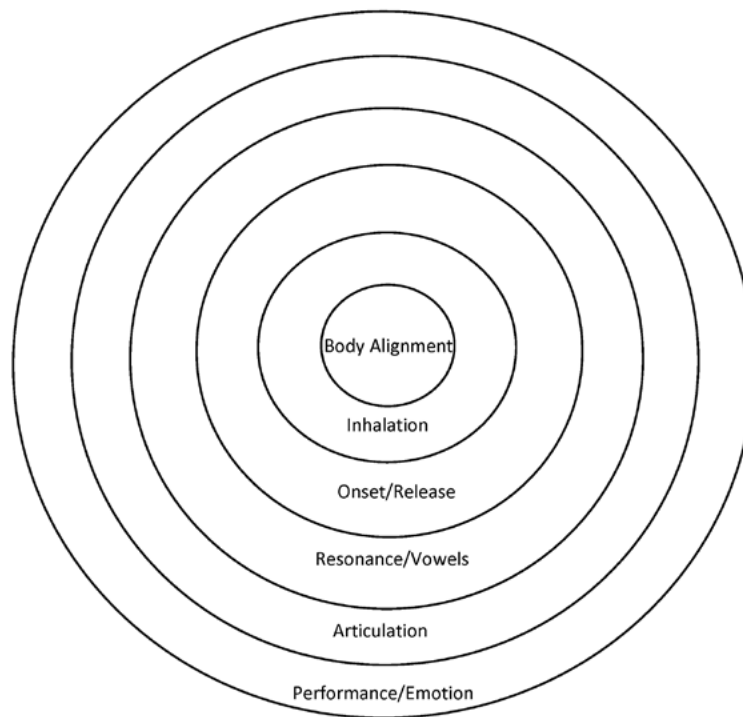 Body Alignment
Inhalation
Onset/Release
Resonance/Vowels
Articulation
Performance/Emotion